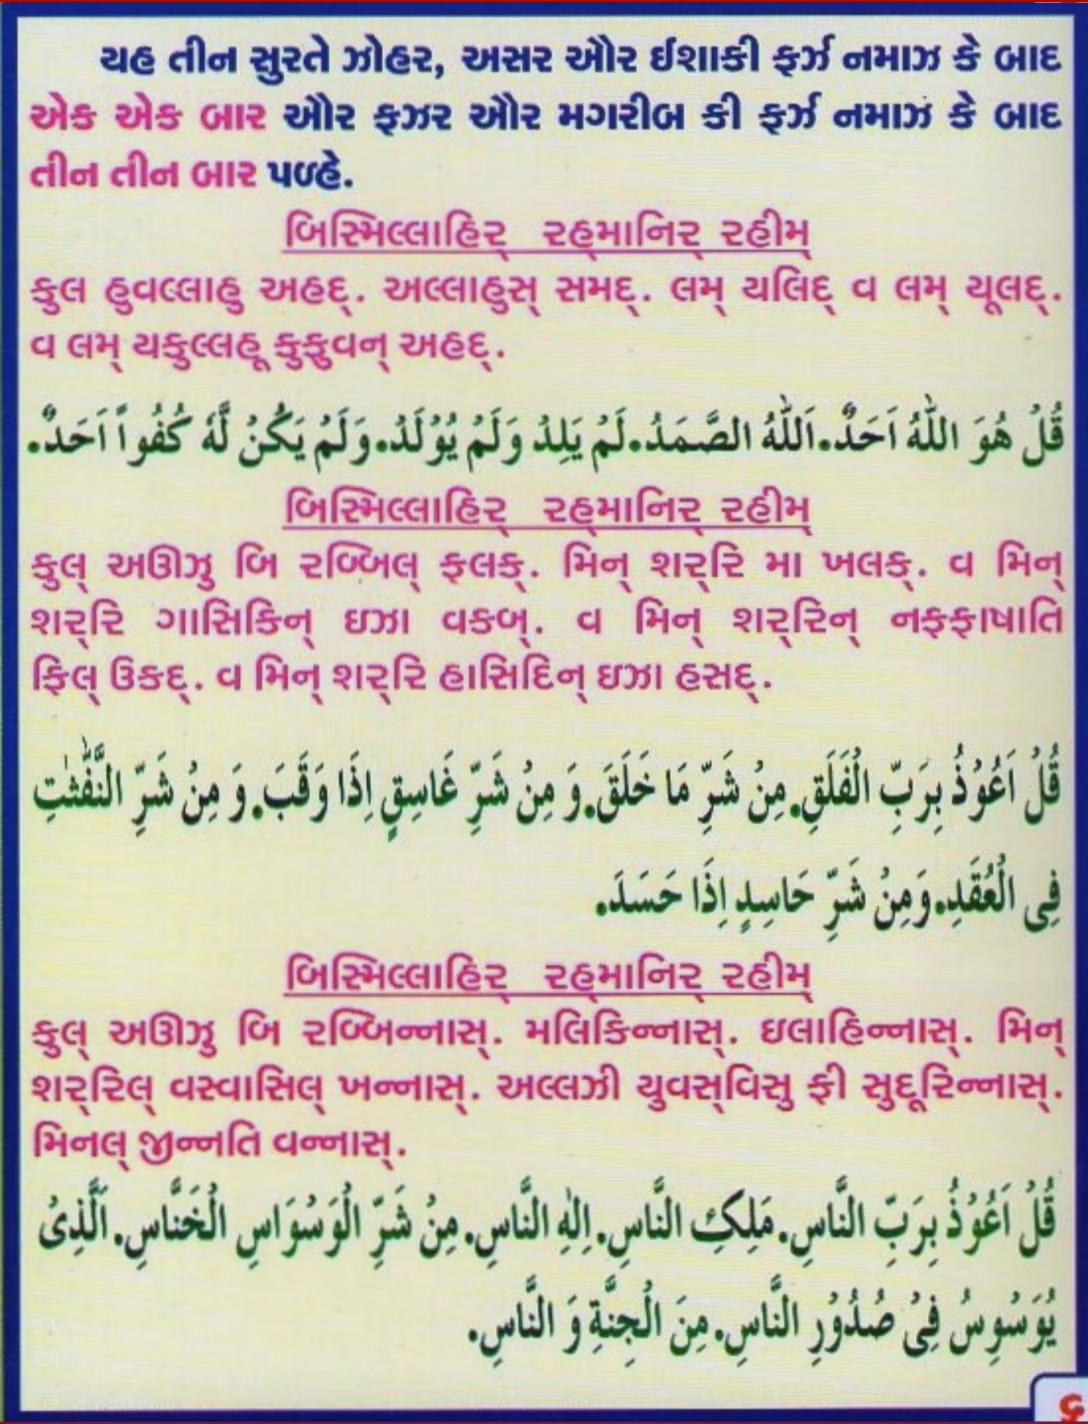 યહ તીન સુરતે ઝોહર, અસર ઔર ઈશાકી ફર્ઝ નમાઝ કે બાદ
એક એક બાર ઔર ફઝર ઔર મગરીબ કી ફર્ઝ નમાઝ કે બાદ
તીન તીન બાર પળ્હે.
બિસ્મિલ્લાહિર્ રહ્માનિર્ રહીમ્
કુલ હુવલ્લાહુ અહદ્. અલ્લાહુસ્ સમદ્. લમ્ યલિદ્ વ લમ્ યૂલદ્.
વ લમ્ યકુલ્લહૂ કુફુવન્ અહદ્.
قُلْ هُوَ اللّٰهُ اَحَدٌ.اَللّٰهُ الصَّمَدُ.لَمْ يَلِدْ وَلَمْ يُوْلَدْ.وَلَمْ يَكُنْ لَّهٗ كُفُواً اَحَدٌ.
બિસ્મિલ્લાહિર્ રહ્માનિર્ રહીમ્
કુલ્ અઊઝુ બિ રબ્બિલ્ ફલક્. મિન્ શર્રિ મા ખલક્. વ મિન્
શર્રિ ગાસિકિન્ ઇઝા વકબ્. વ મિન્ શર્રિન્ નફફાષાતિ
ફિલ્ ઉકદ્. વ મિન્ શર્રિ હાસિદિન્ ઇઝા હસદ્.
قُلْ اَعُوْذُ بِرَبِّ الْفَلَقِ.مِنْ شَرِّ مَا خَلَقَ.وَ مِنْ شَرِّ غَاسِقٍ اِذَا وَقَبَ.وَ مِنْ شَرِّ النَّفّٰثٰتِ
فِى الْعُقَدِ.وَمِنْ شَرِّ حَاسِدٍ اِذَا حَسَدَ.
બિસ્મિલ્લાહિર્ રહ્માનિર્ રહીમ્
કુલ્ અઊઝુ બિ રબ્બિન્નાસ્. મલિકિન્નાસ્. ઇલાહિન્નાસ્. મિન્
શર્રિલ્ વસ્વાસિલ્ ખન્નાસ્. અલ્લઝી યુવસ્વિસુ ફી સુદૂરિન્નાસ્.
મિનલ્ જીન્નતિ વન્નાસ્.
قُلْ اَعُوْذُ بِرَبِّ النَّاسِ.مَلِكِ النَّاسِ.اِلٰهِ النَّاسِ.مِنْ شَرِّ الْوَسْوَاسِ الْخَنَّاسِ.اَلَّذِىْ
يُوَسْوِسُ فِىْ صُدُوْرِ النَّاسِ.مِنَ الْجِنَّةِ وَ النَّاسِ.